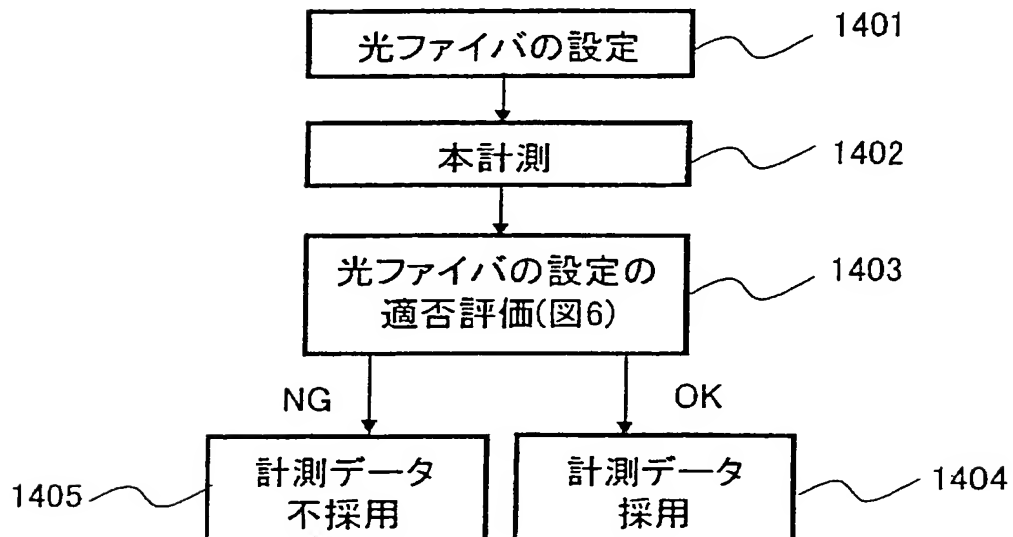 光ファイバの設定
1401
本計測
1402
光ファイバの設定の
適否評価(図6)
1403
NG
OK
計測データ
不採用
1405
計測データ
採用
1404